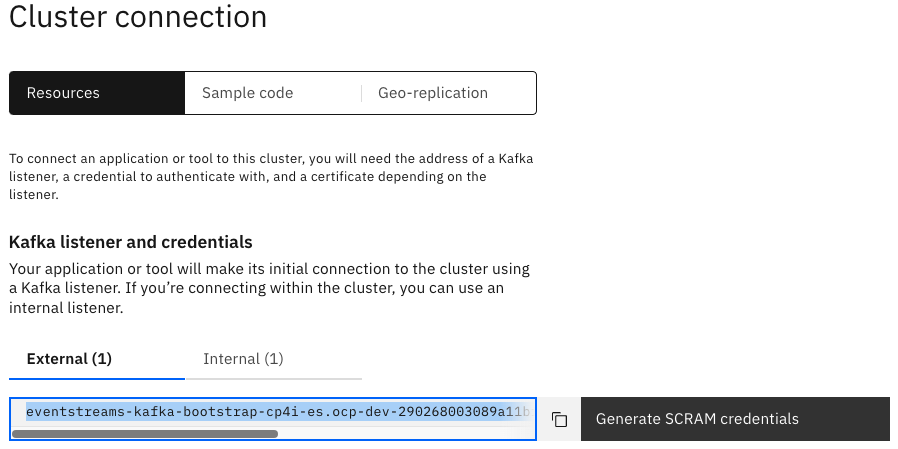 Cluster connection
Resources
Sample code
Geo-replication
To connect an application or tool to this cluster, you will need the address of a Kafka
listener, a credential to authenticate with, and a certificate depending on the
listener.
Kafka listener and credentials
Your application or tool will make its initial connection to the cluster using
a Kafka listener. If you’re connecting within the cluster, you can use an
internal listener.
External (1)
Internal (1)
eventstreams-kafka-bootstrap-cp4i-es.ocp-dev-290268003089a11b
Generate SCRAM credentials